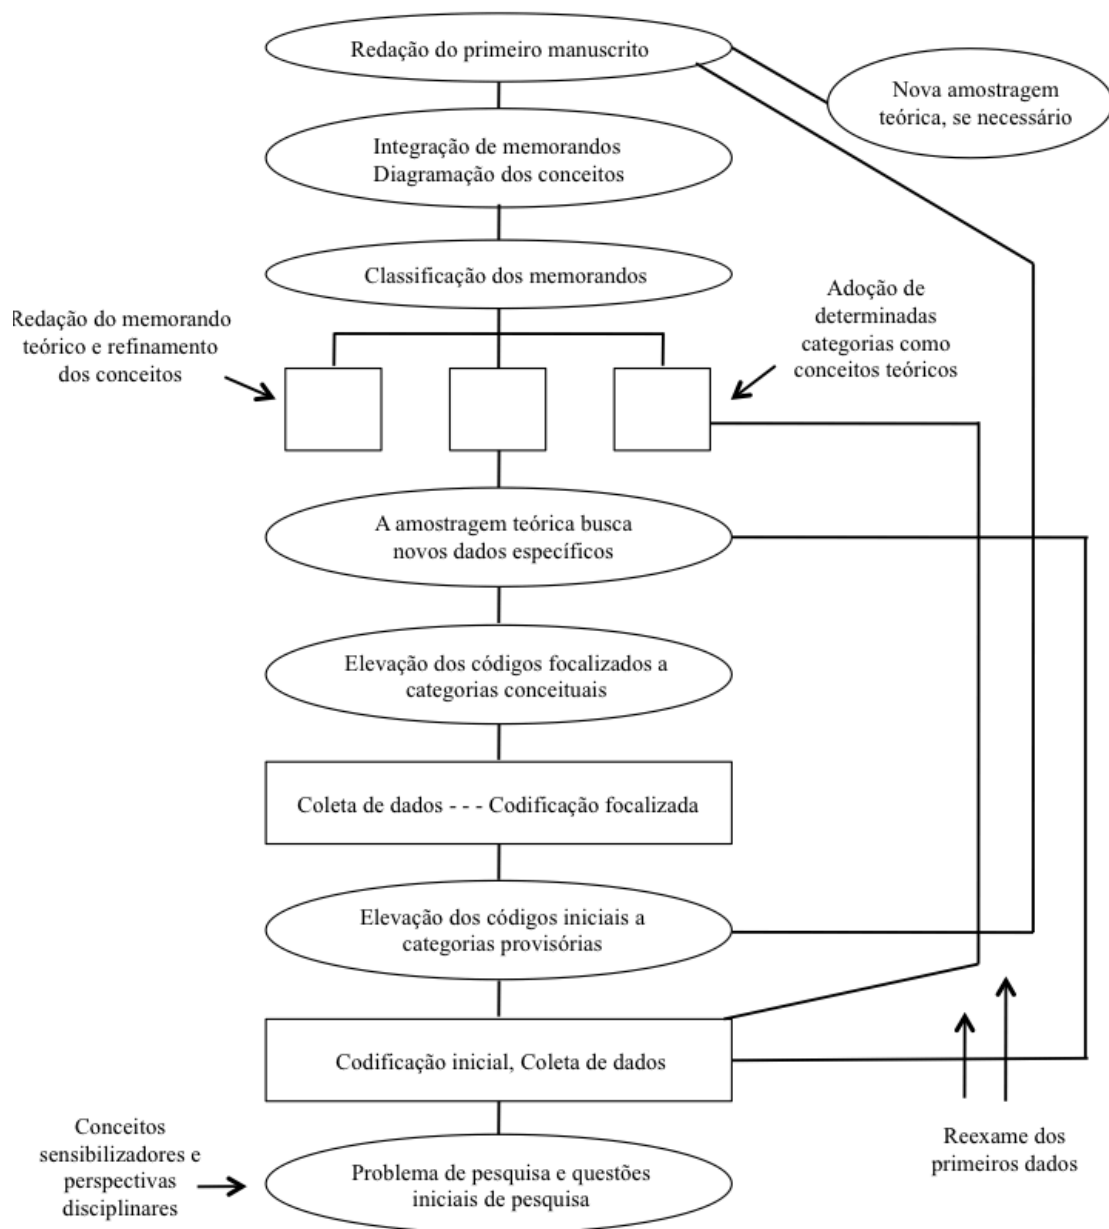 Redação do primeiro manuscrito
Nova amostragem
teórica, se necessário
Integração de memorandos
Diagramação dos conceitos
Classificação dos memorandos
Redação do memorando
teórico e refinamento
dos conceitos
Adoção de
determinadas
categorias como
conceitos teóricos
A amostragem teórica busca
novos dados específicos
Elevação dos códigos focalizados a
categorias conceituais
Coleta de dados - - - Codificação focalizada
Elevação dos códigos iniciais a
categorias provisórias
Codificação inicial, Coleta de dados
Reexame dos
primeiros dados
Conceitos
sensibilizadores e
perspectivas
disciplinares
Problema de pesquisa e questões
iniciais de pesquisa